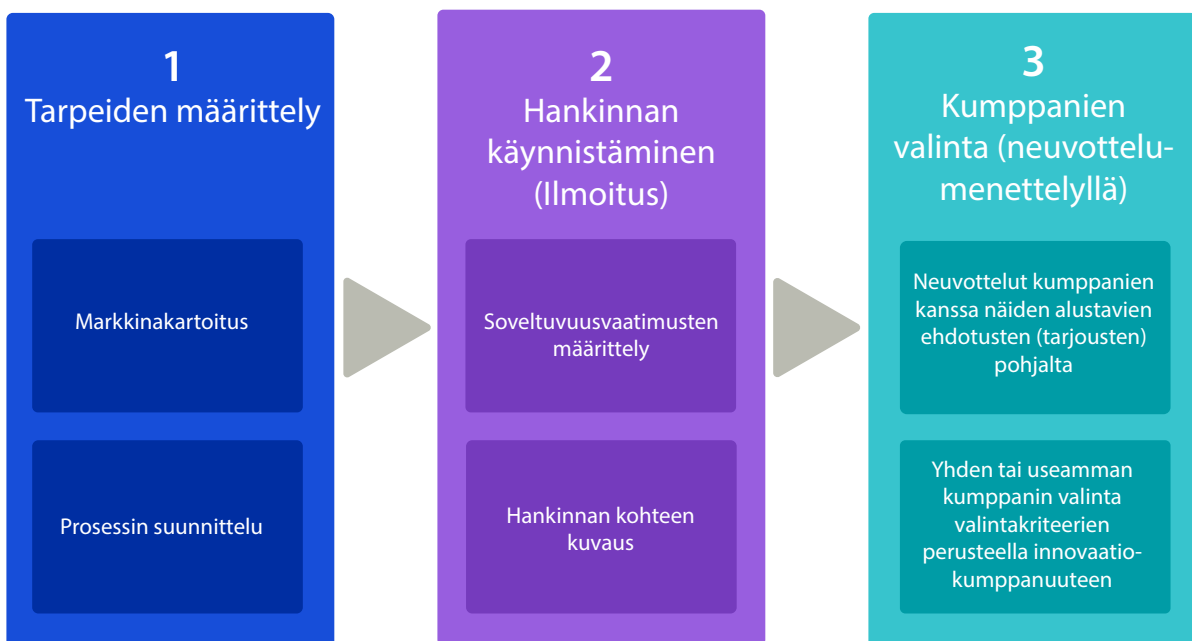 1
Tarpeiden määrittely
Markkinakartoitus
Prosessin suunnittelu
2
Hankinnan
käynnistäminen
(Ilmoitus)
Soveltuvuusvaatimusten
määrittely
Hankinnan kohteen
kuvaus
3
Kumppanien
valinta (neuvottelu-
menettelyllä)
Neuvottelut kumppanien
kanssa näiden alustavien
ehdotusten (tarjousten)
pohjalta
Yhden tai useamman
kumppanin valinta
valintakriteerien
perusteella innovaatio-
kumppanuuteen